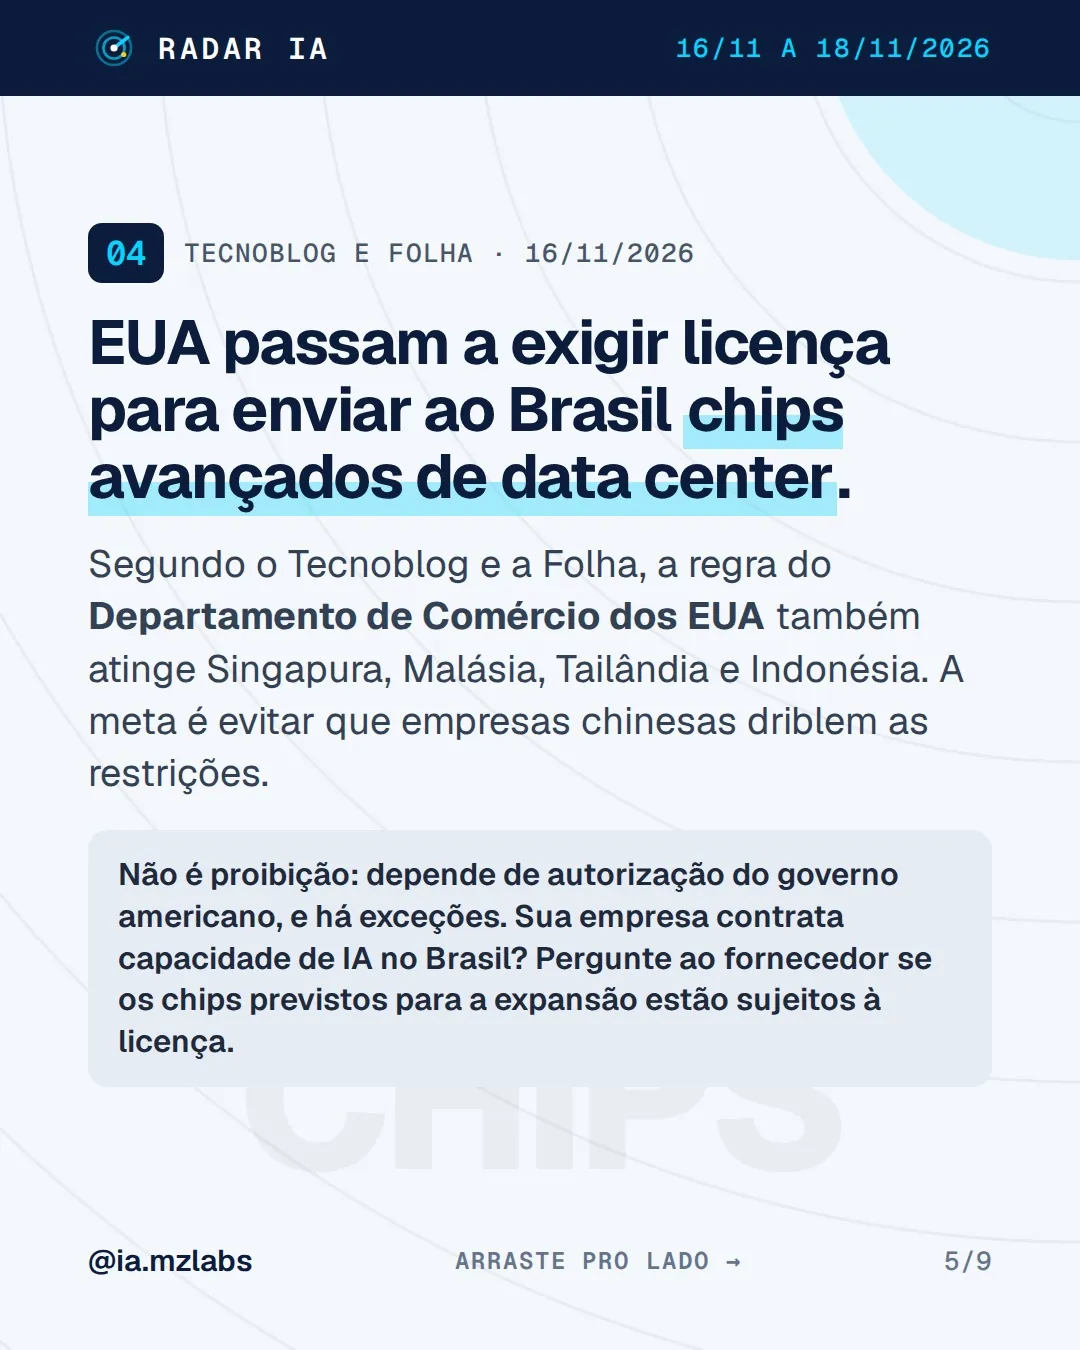 RADAR IA
16/11 A 18/11/2026
04
TECNOBLOG E FOLHA · 16/11/2026
EUA passam a exigir licença
para enviar ao Brasil chips
avançados de data center.
Segundo o Tecnoblog e a Folha, a regra do
Departamento de Comércio dos EUA também
atinge Singapura, Malásia, Tailândia e Indonésia. A
meta é evitar que empresas chinesas driblem as
restrições.
Não é proibição: depende de autorização do governo
americano, e há exceções. Sua empresa contrata
capacidade de IA no Brasil? Pergunte ao fornecedor se
os chips previstos para a expansão estão sujeitos à
licença.
CHIPS
@ia.mzlabs
ARRASTE PRO LADO →
5/9